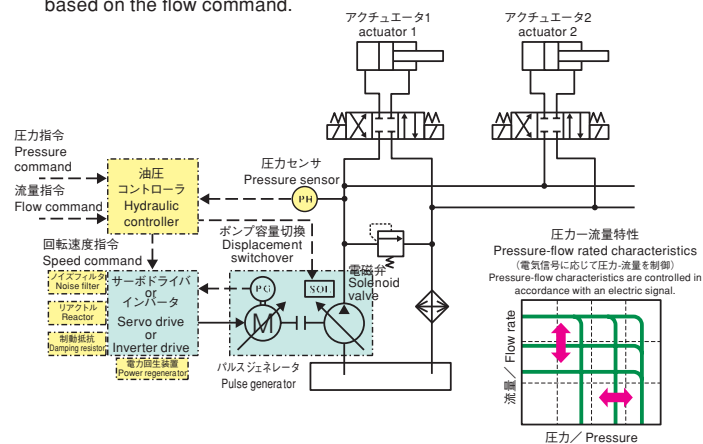 based on the flow command.
アクチュエータ1
actuator 1
アクチュエータ2
actuator 2
圧力指令
Pressure
command
流量指令
Flow command
油圧
コントローラ
Hydraulic
controller
圧力センサ
Pressure sensor
PH
回転速度指令
Speed command
ポンプ容量切換
Displacement
switchover
電磁弁
Solenoid
valve
ノイズフィルタ
Noise filter
リアクトル
Reactor
制動抵抗
Damping resistor
サーボドライバ
or
インバータ
Servo drive
or
Inverter drive
電力回生装置
Power regenerator
PG
SOL
M
パルスジェネレータ
Pulse generator
圧力ー流量特性
Pressure-flow rated characteristics
（電気信号に応じて圧力-流量を制御）
Pressure-flow characteristics are controlled in
accordance with an electric signal.
流量／ Flow rate
圧力／ Pressure